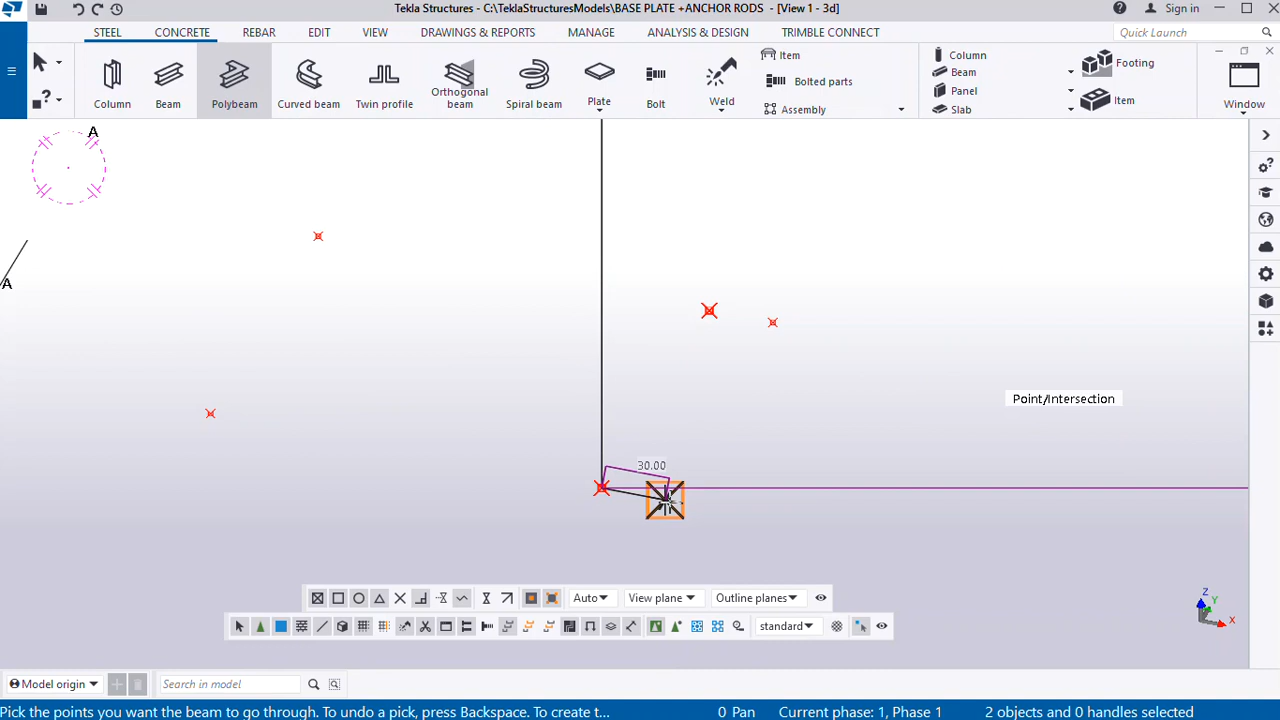 Tekla Structures - C:\TeklaStructuresModels\BASE PLATE +ANCHOR RODS - [View 1 - 3d]
Sign in
STEEL CONCRETE REBAR EDIT VIEW DRAWINGS & REPORTS MANAGE ANALYSIS & DESIGN TRIMBLE CONNECT
Quick Launch
Column
Beam
Polybeam
Curved beam
Twin profile
Orthogonal
beam
Spiral beam
Plate
Bolt
Weld
Item
Bolted parts
Assembly
Column
Beam
Panel
Slab
Footing
Item
Window
A
A
Point/Intersection
30.00
Z
Y
X
Auto View plane Outline planes
standard
Model origin
Search in model
Pick the points you want the beam to go through. To undo a pick, press Backspace. To create t...
0 Pan
Current phase: 1, Phase 1
2 objects and 0 handles selected